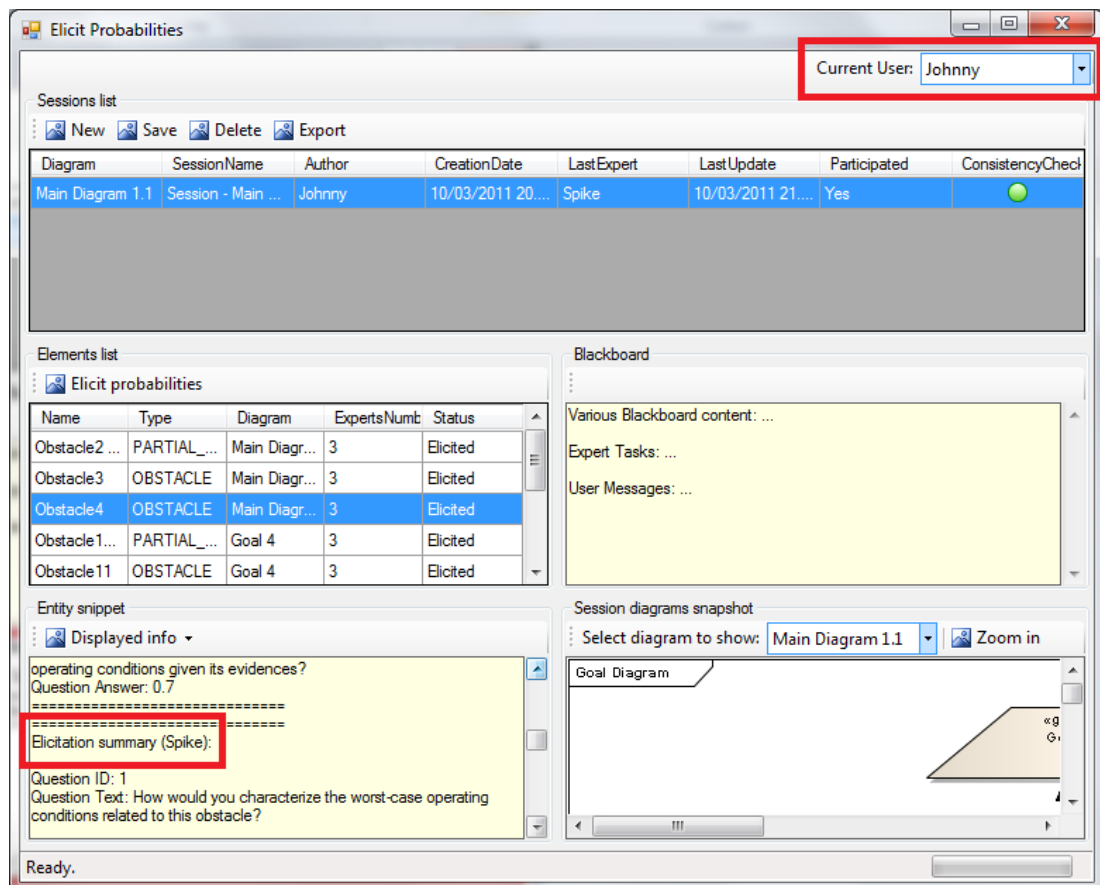 Elicit Probabilities
Current User: Johnny
Sessions list
New Save Delete Export
Diagram SessionName Author CreationDate LastExpert LastUpdate Participated ConsistencyCheck
Main Diagram 1.1 Session - Main ... Johnny 10/03/2011 20.... Spike 10/03/2011 21.... Yes
Elements list
Elicit probabilities
Name Type Diagram ExpertsNumb Status
Obstacle2 ... PARTIAL_... Main Diagr... 3 Elicited
Obstacle3 OBSTACLE Main Diagr... 3 Elicited
Obstacle4 OBSTACLE Main Diagr... 3 Elicited
Obstacle1... PARTIAL_... Goal 4 3 Elicited
Obstacle11 OBSTACLE Goal 4 3 Elicited
Blackboard
Various Blackboard content: ...
Expert Tasks: ...
User Messages: ...
Entity snippet
Displayed info
operating conditions given its evidences?
Question Answer: 0.7
==============================
==============================
Elicitation summary (Spike):
Question ID: 1
Question Text: How would you characterize the worst-case operating
conditions related to this obstacle?
Session diagrams snapshot
Select diagram to show: Main Diagram 1.1 Zoom in
Goal Diagram
«g
G
Ready.